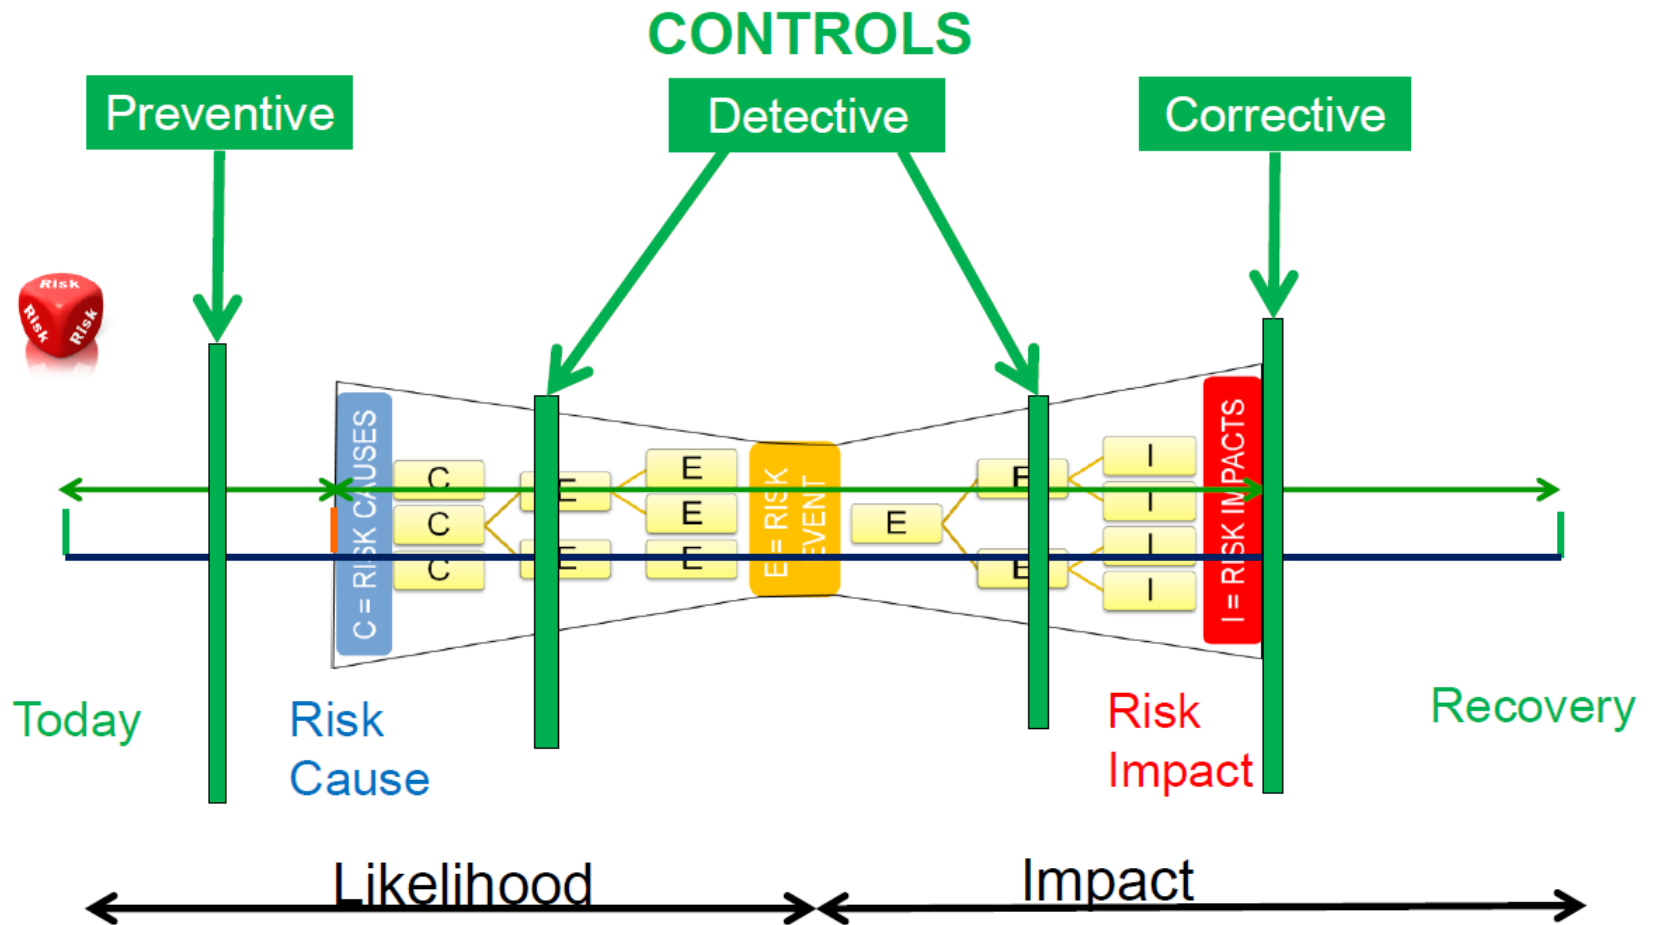 CONTROLS
Preventive
Detective
Corrective
Risk
Risk
Risk
C = RISK CAUSES
C
C
C
E
E
E
E
E
E = RISK
EVENT
E
E
E
I
I
I
I
I = RISK IMPACTS
Today
Risk
Cause
Risk
Impact
Recovery
Likelihood
Impact